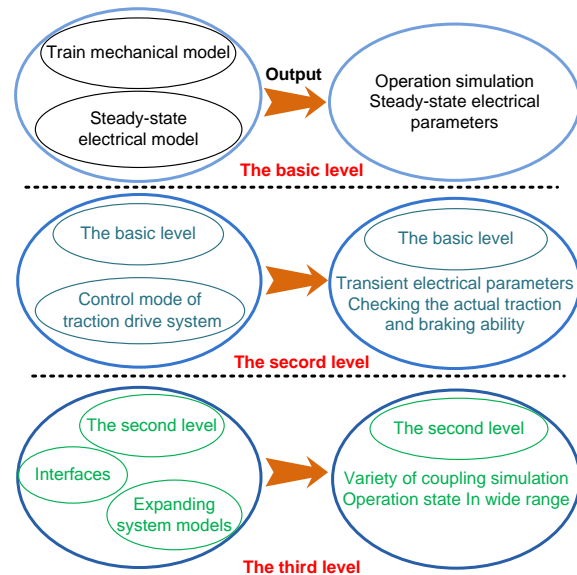 Train mechanical model
Steady-state
electrical model
Output
Operation simulation
Steady-state electrical
parameters
The basic level
The basic level
Control mode of
traction drive system
The basic level
Transient electrical parameters
Checking the actual traction
and braking ability
The secord level
The second level
Interfaces
Expanding
system models
The second level
Variety of coupling simulation
Operation state In wide range
The third level